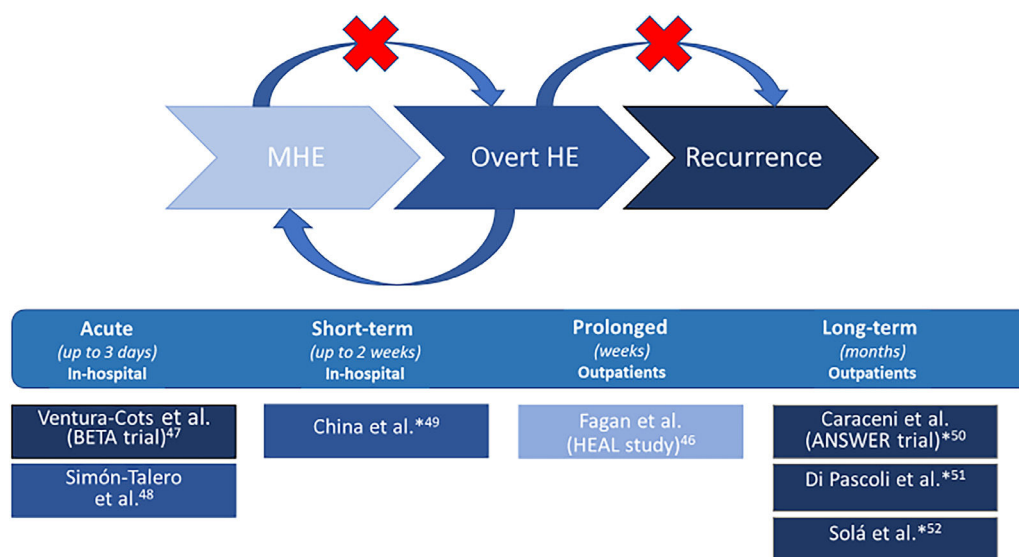 MHE
Overt HE
Recurrence
Acute
(up to 3 days)
In-hospital
Short-term
(up to 2 weeks)
In-hospital
Prolonged
(weeks)
Outpatients
Long-term
(months)
Outpatients
Ventura-Cots et al.
(BETA trial)47
Simón-Talero
et al.48
China et al.*49
Fagan et al.
(HEAL study)46
Caraceni et al.
(ANSWER trial)*50
Di Pascoli et al.*51
Solá et al.*52